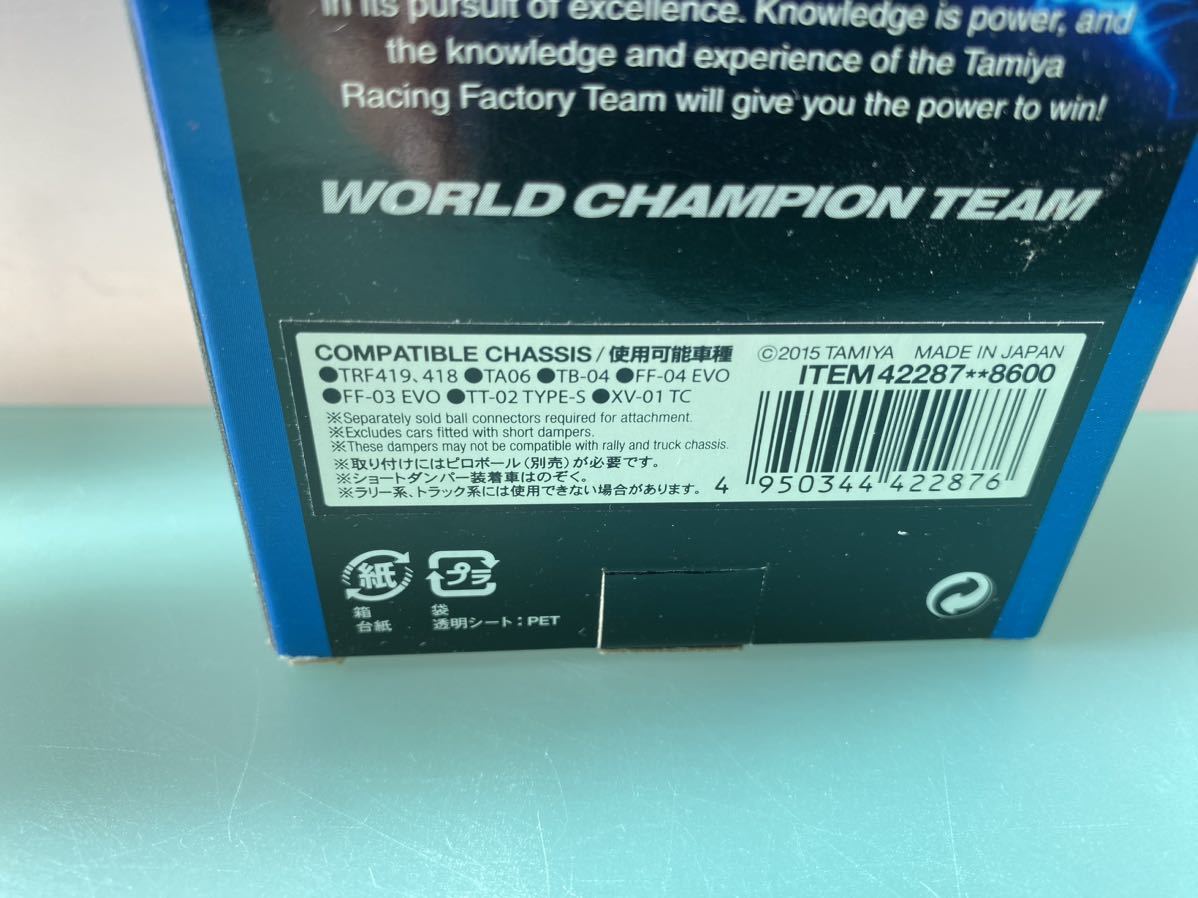 in its pursuit of excellence. Knowledge is power, and
the knowledge and experience of the Tamiya
Racing Factory Team will give you the power to win!
WORLD CHAMPION TEAM
COMPATIBLE CHASSIS/使用可能車種
●TRF419、418 ●TA06 ●TB-04 ●FF-04 EVO
●FF-03 EVO ●TT-02 TYPE-S ●XV-01 TC
※Separately sold ball connectors required for attachment.
※Excludes cars fitted with short dampers.
※These dampers may not be compatible with rally and truck chassis.
※取り付けにはピロボール(別売)が必要です。
※ショートダンパー装着車はのぞく。
※ラリー系、トラック系には使用できない場合があります。
©2015 TAMIYA MADE IN JAPAN
ITEM 42287**8600
4 950344 422876
紙
箱
台紙
プラ
袋
透明シート:PET